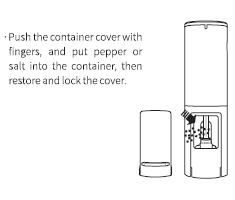 · Push the container cover with
fingers, and put pepper or
salt into the container, then
restore and lock the cover.